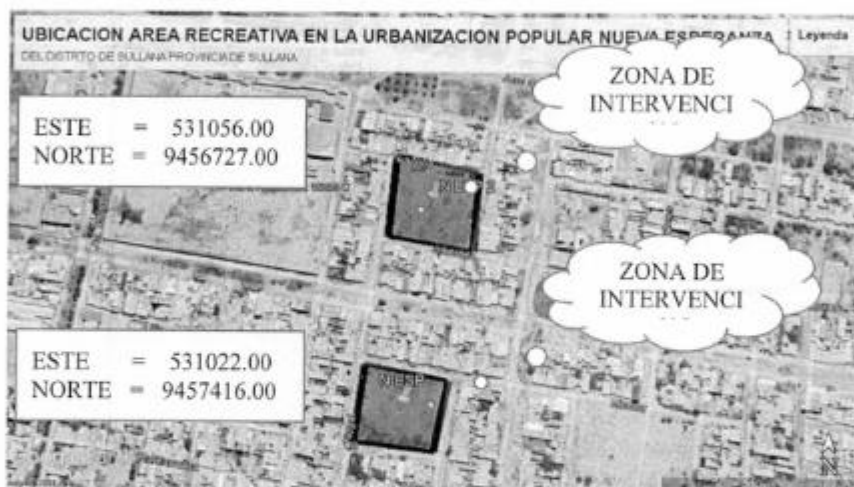 UBICACION AREA RECREATIVA EN LA URBANIZACION POPULAR NUEVA ESPERANZA
Leyenda
DEL DISTRTO DE SULLANA PROVINCIA DE SULLANA
ZONA DE
INTERVENCI
ESTE = 531056.00
NORTE = 9456727.00
ZONA DE
INTERVENCI
ESTE = 531022.00
NORTE = 9457416.00